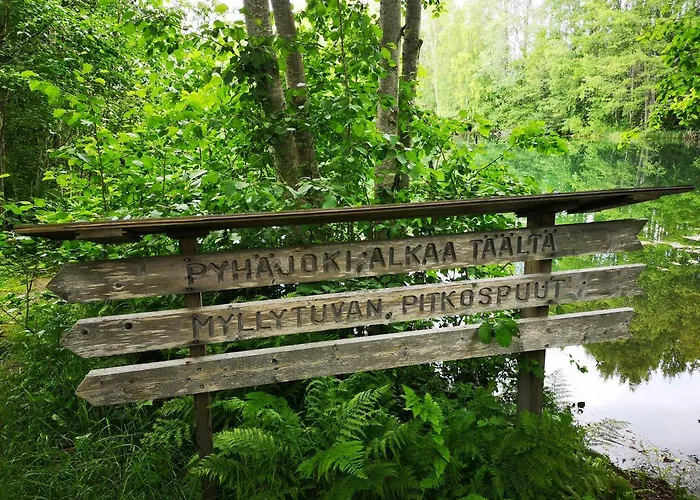 PYHÄJOKI ALKAA TÄÄLTÄ
MYLLYTUVAN PITKOSPUUT